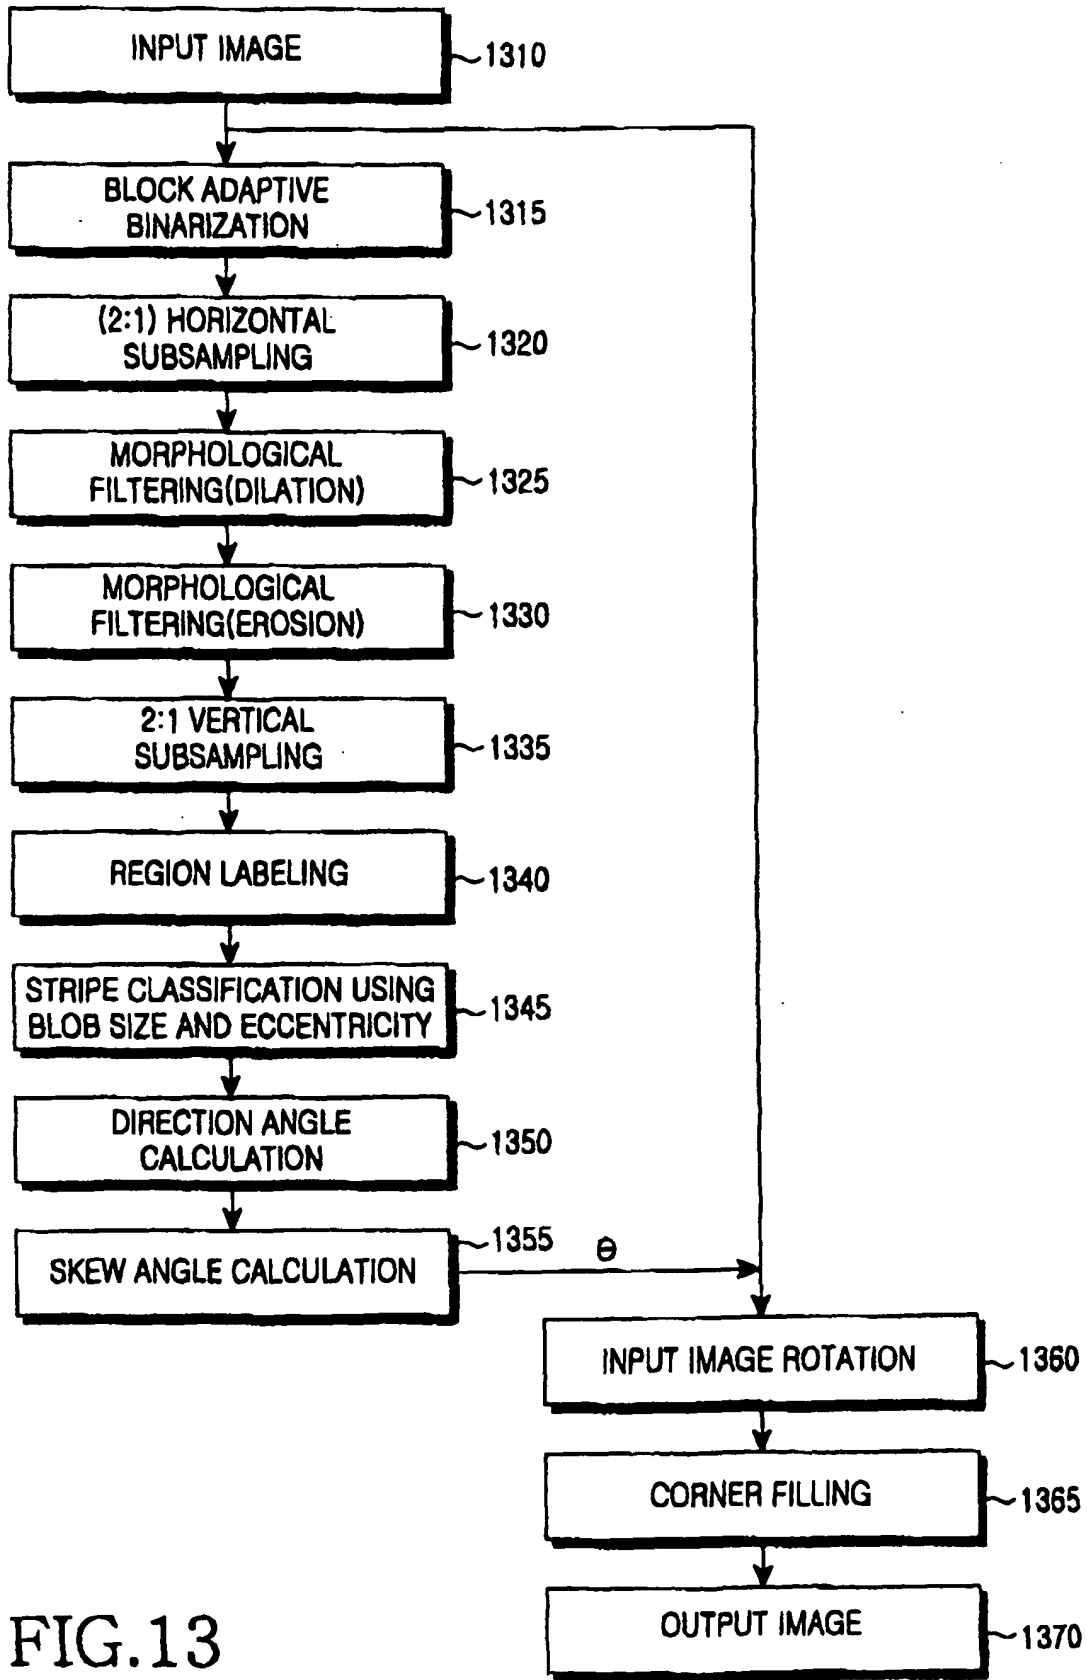 INPUT IMAGE
1310
BLOCK ADAPTIVE
BINARIZATION
1315
(2:1) HORIZONTAL
SUBSAMPLING
1320
MORPHOLOGICAL
FILTERING(DILATION)
1325
MORPHOLOGICAL
FILTERING(EROSION)
1330
2:1 VERTICAL
SUBSAMPLING
1335
REGION LABELING
1340
STRIPE CLASSIFICATION USING
BLOB SIZE AND ECCENTRICITY
1345
DIRECTION ANGLE
CALCULATION
1350
SKEW ANGLE CALCULATION
1355
θ
INPUT IMAGE ROTATION
1360
CORNER FILLING
1365
OUTPUT IMAGE
1370
FIG.13